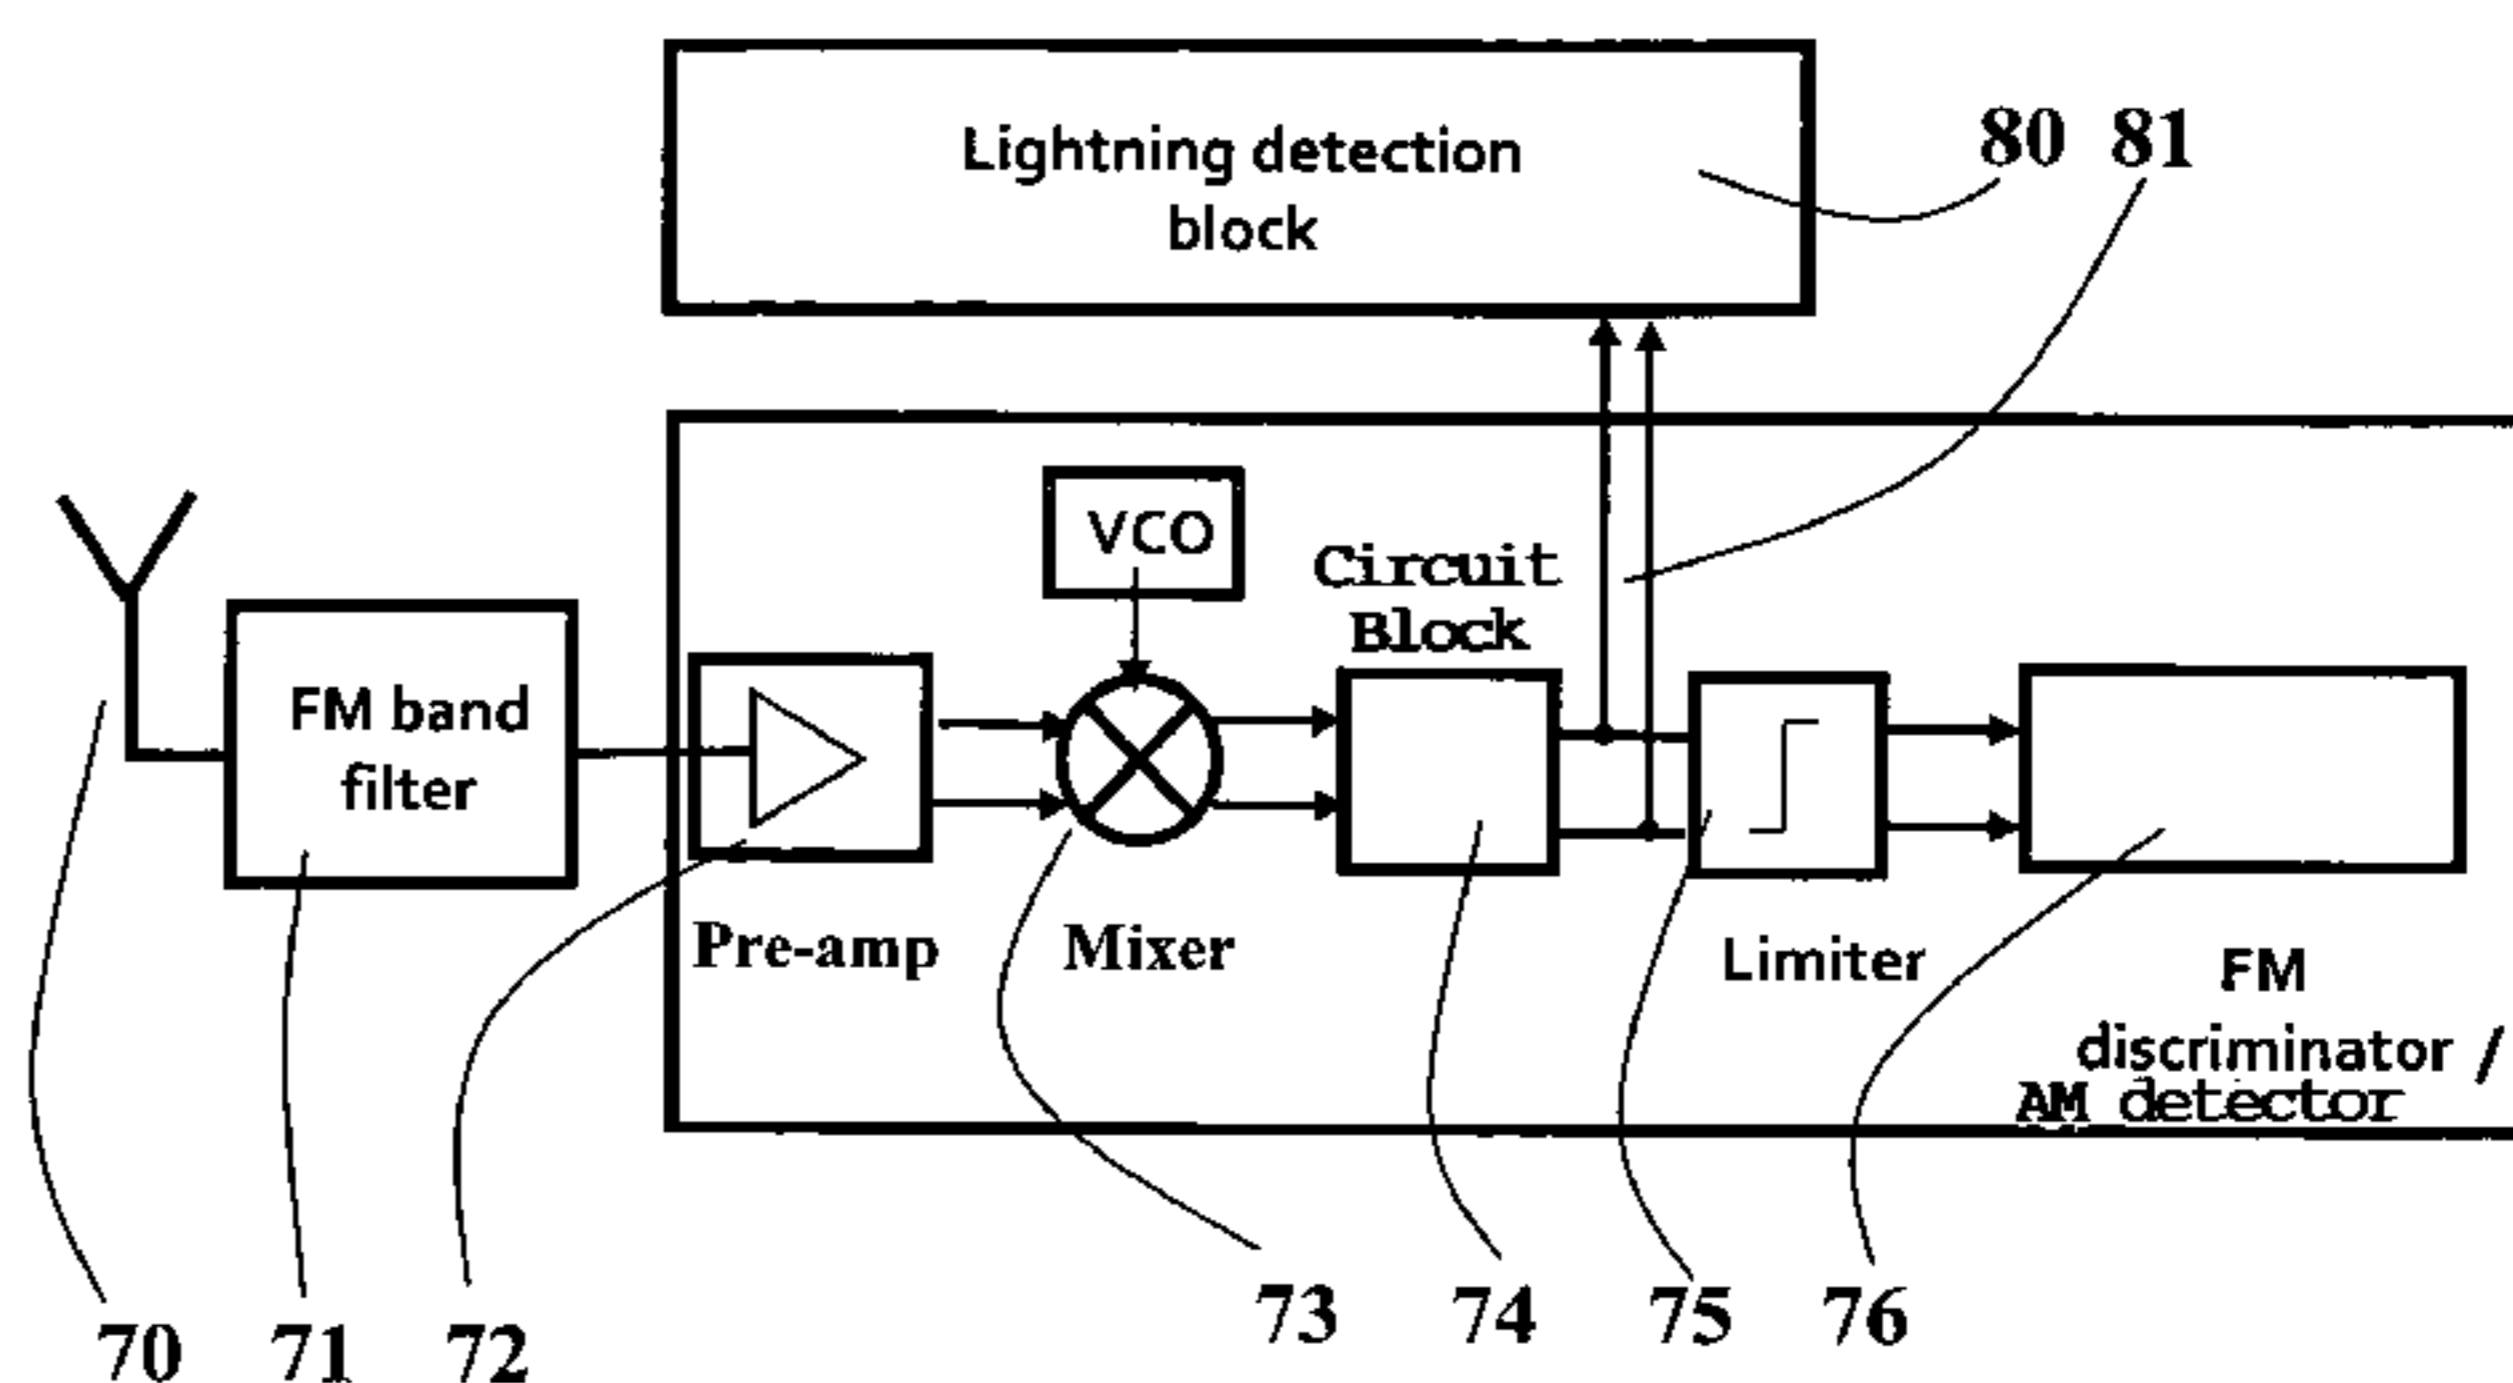 Lightning detection
block
80 81
VCO
Circuit
Block
FM band
filter
Pre-amp
Mixer
Limiter
FM
discriminator /
AM detector
70
71
72
73
74
75
76